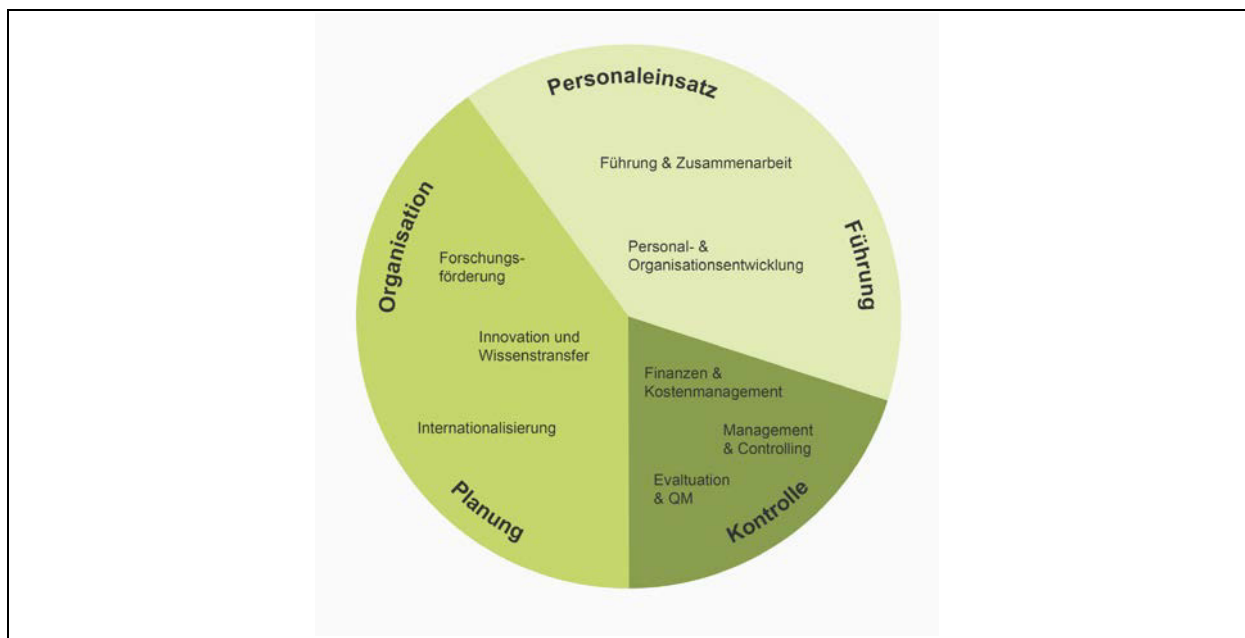 Personaleinsatz
Führung & Zusammenarbeit
Personal- &
Organisationsentwicklung
Führung
Organisation
Forschungs-
förderung
Innovation und
Wissenstransfer
Internationalisierung
Planung
Finanzen &
Kostenmanagement
Management
& Controlling
Evaltuation
& QM
Kontrolle